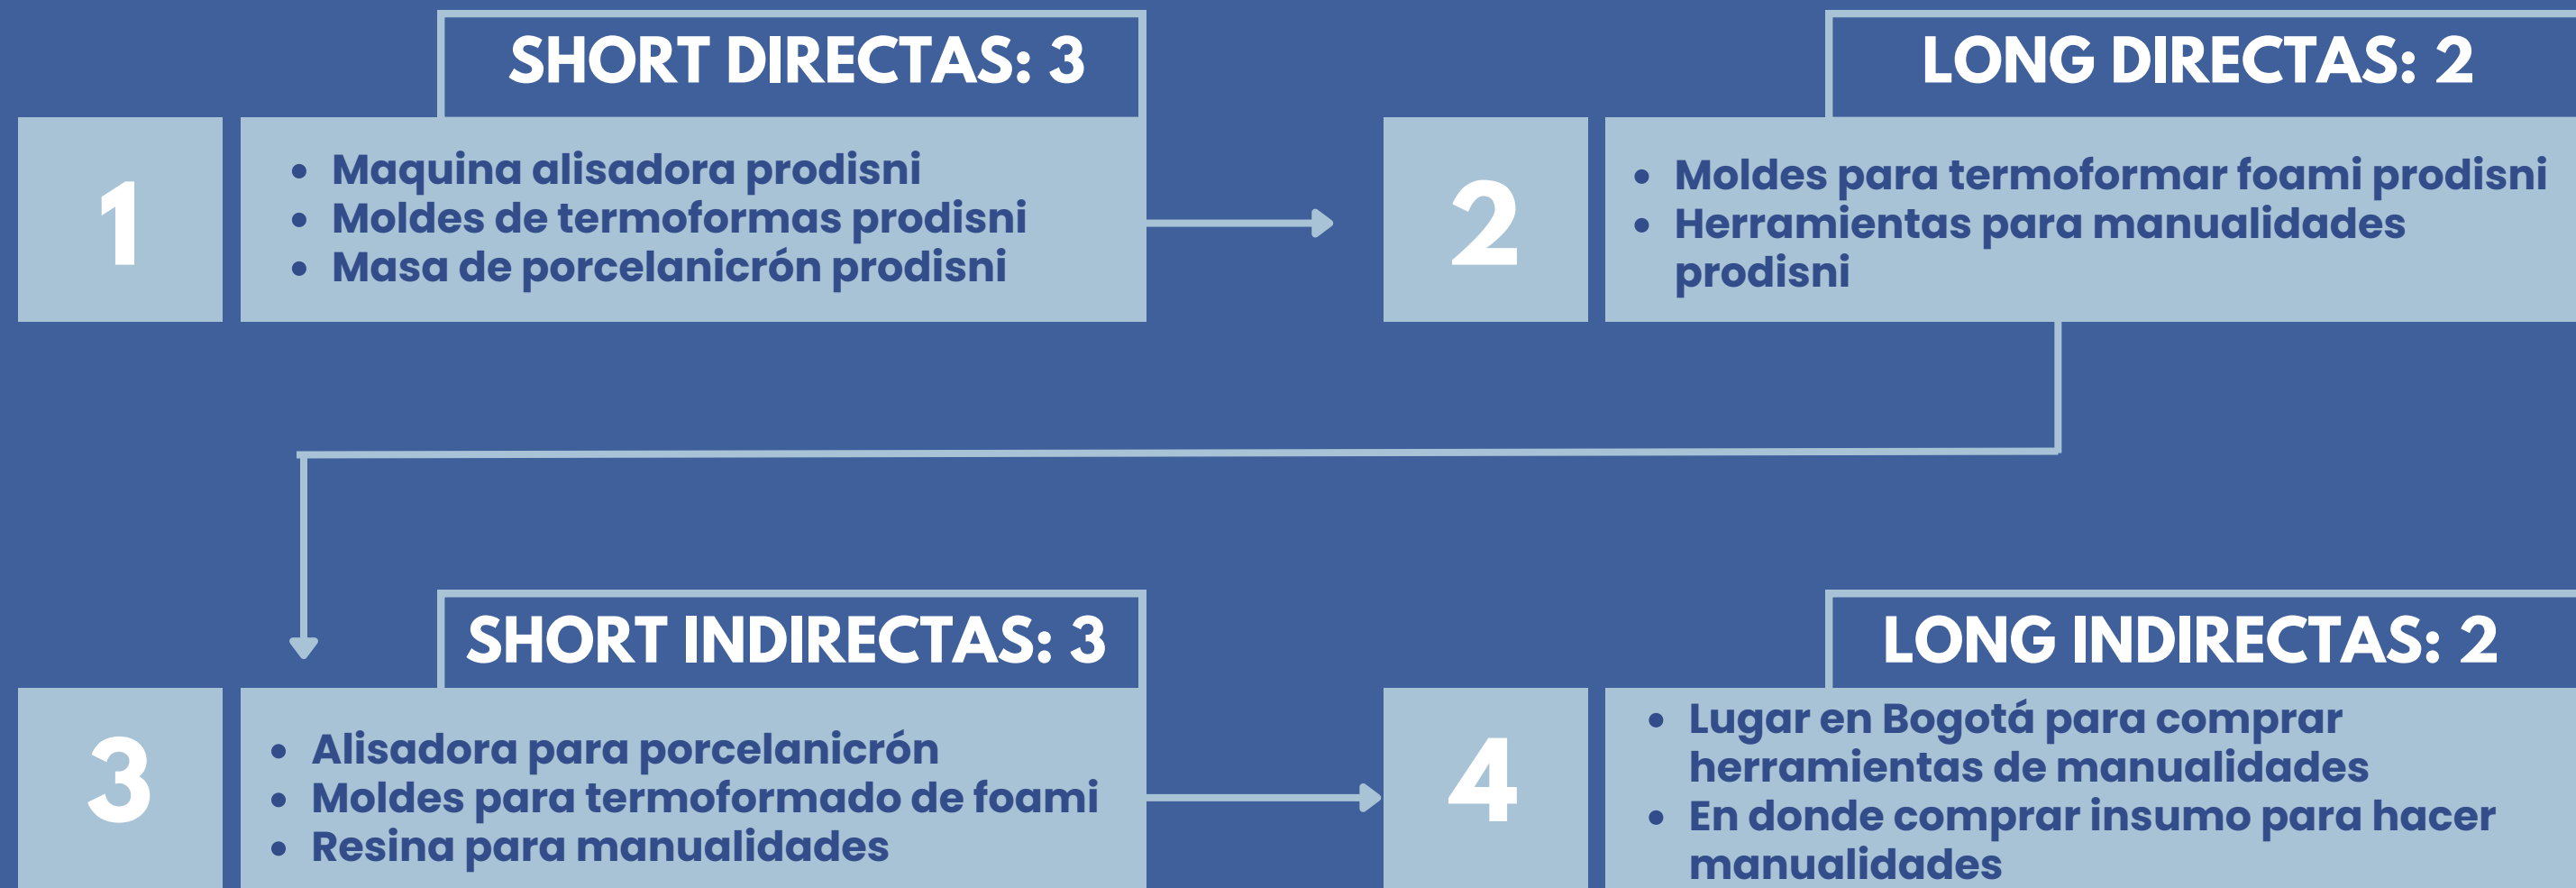 SHORT DIRECTAS: 3
1
• Maquina alisadora prodisni
• Moldes de termoformas prodisni
• Masa de porcelanicrón prodisni
LONG DIRECTAS: 2
2
• Moldes para termoformar foami prodisni
• Herramientas para manualidades
prodisni
SHORT INDIRECTAS: 3
3
• Alisadora para porcelanicrón
• Moldes para termoformado de foami
• Resina para manualidades
LONG INDIRECTAS: 2
4
• Lugar en Bogotá para comprar
herramientas de manualidades
• En donde comprar insumo para hacer
manualidades